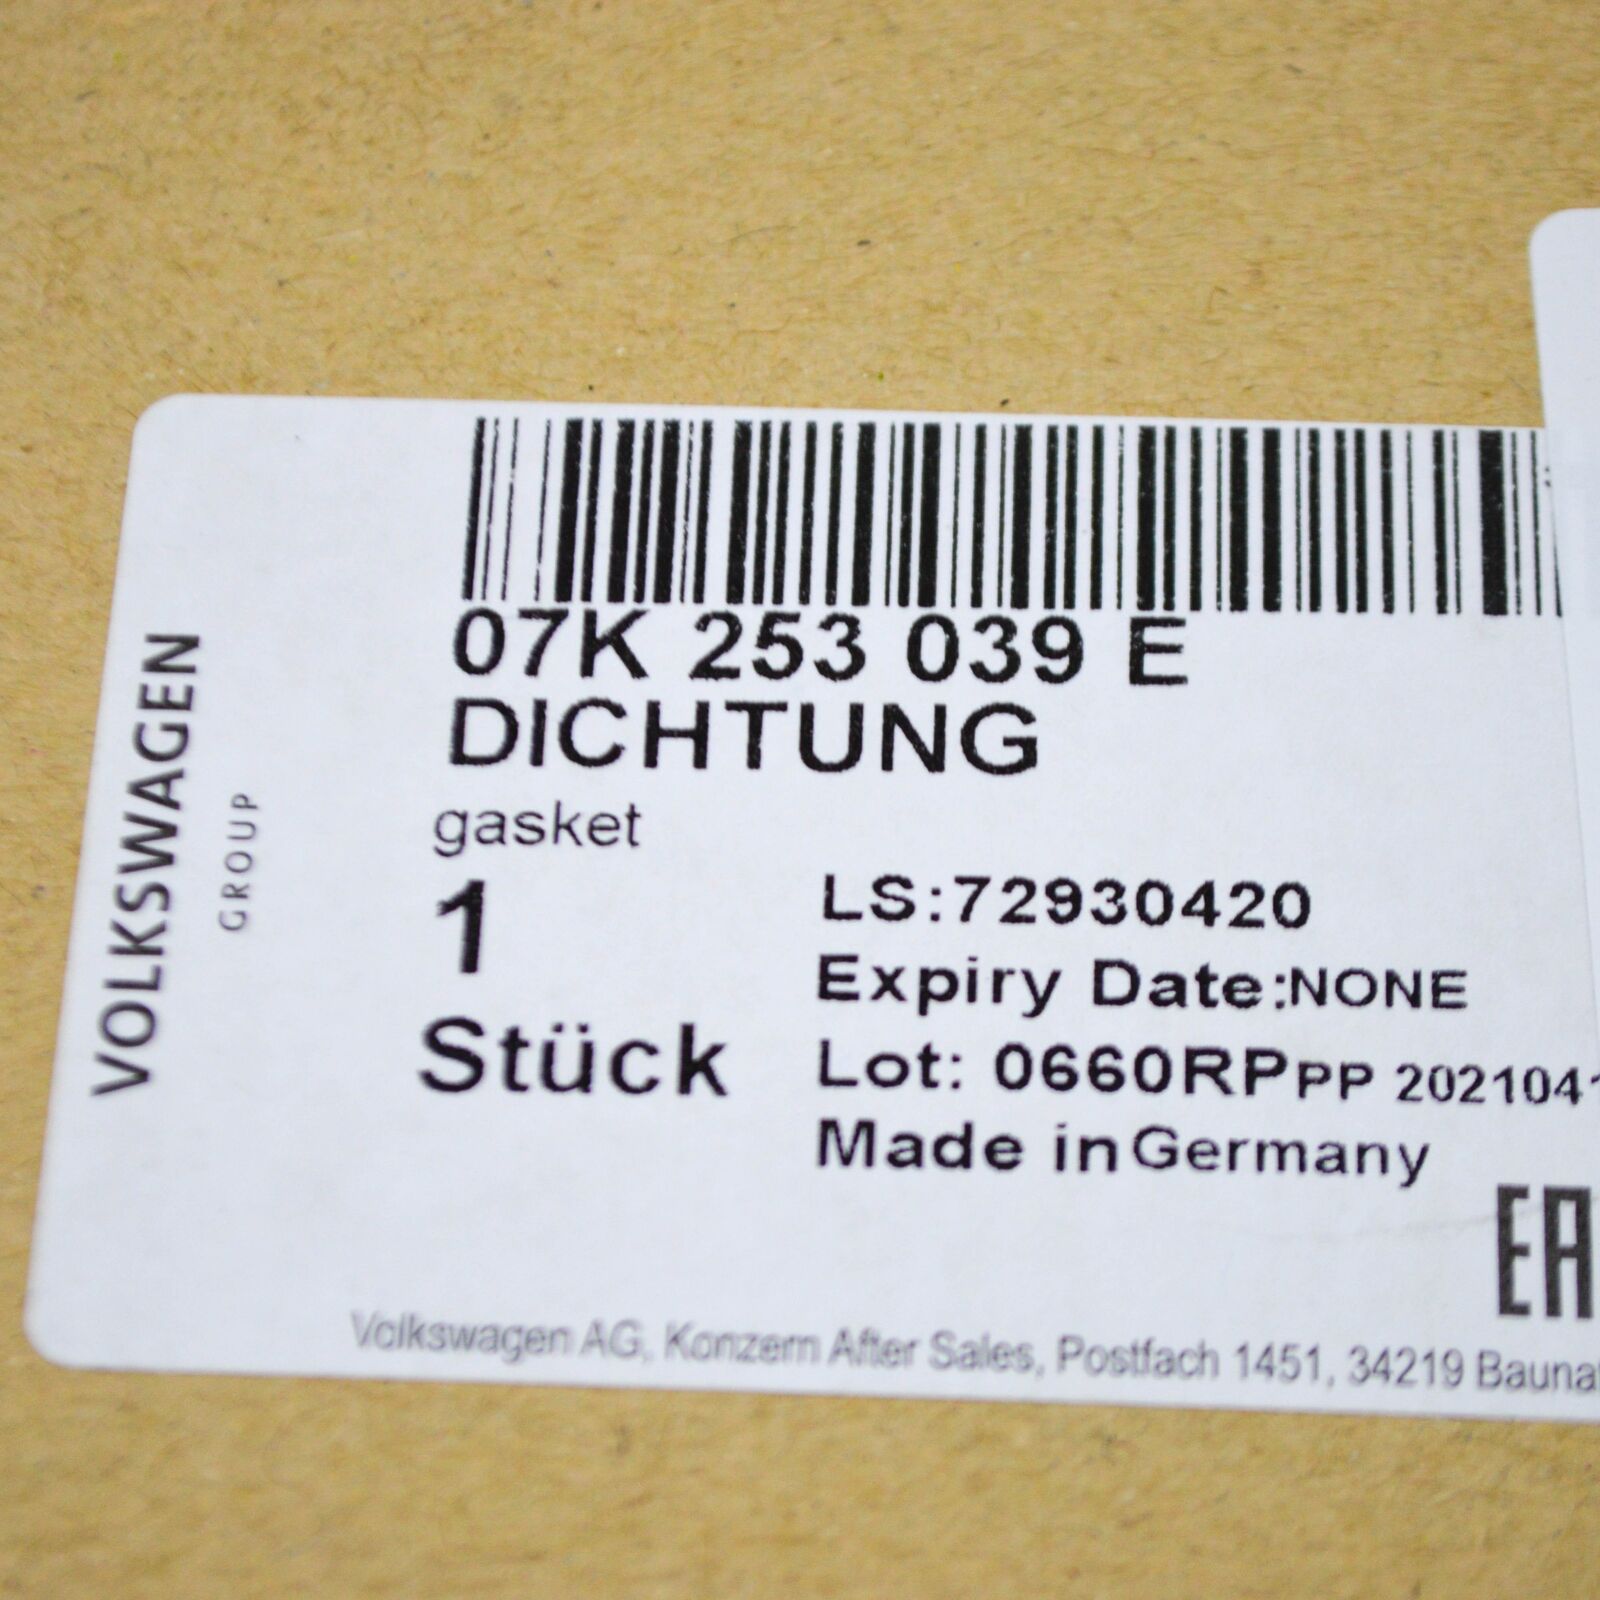 VOLKSWAGEN
GROUP
07K 253 039 E
DICHTUNG
gasket
1
Stück
LS:72930420
Expiry Date:NONE
Lot: 0660RPPP 2021041
Made in Germany
EA
Volkswagen AG, Konzern After Sales, Postfach 1451, 34219 Bauna